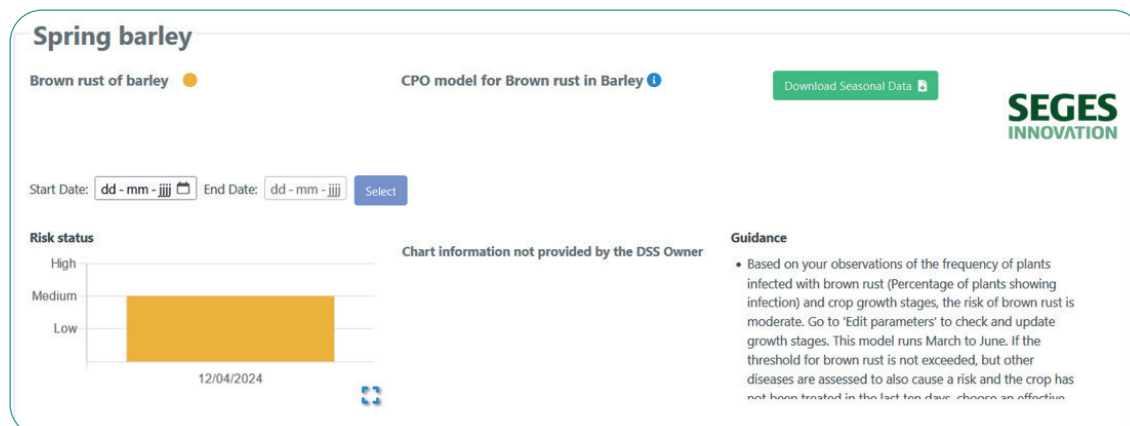 Spring barley
Brown rust of barley
CPO model for Brown rust in Barley
Download Seasonal Data
SEGES
INNOVATION
Start Date: dd - mm - jjjj End Date: dd - mm - jjjj Select
Risk status
High
Medium
Low
12/04/2024
Chart information not provided by the DSS Owner
Guidance
• Based on your observations of the frequency of plants
infected with brown rust (Percentage of plants showing
infection) and crop growth stages, the risk of brown rust is
moderate. Go to 'Edit parameters' to check and update
growth stages. This model runs March to June. If the
threshold for brown rust is not exceeded, but other
diseases are assessed to also cause a risk and the crop has
not been treated in the last ten days, choose an effective